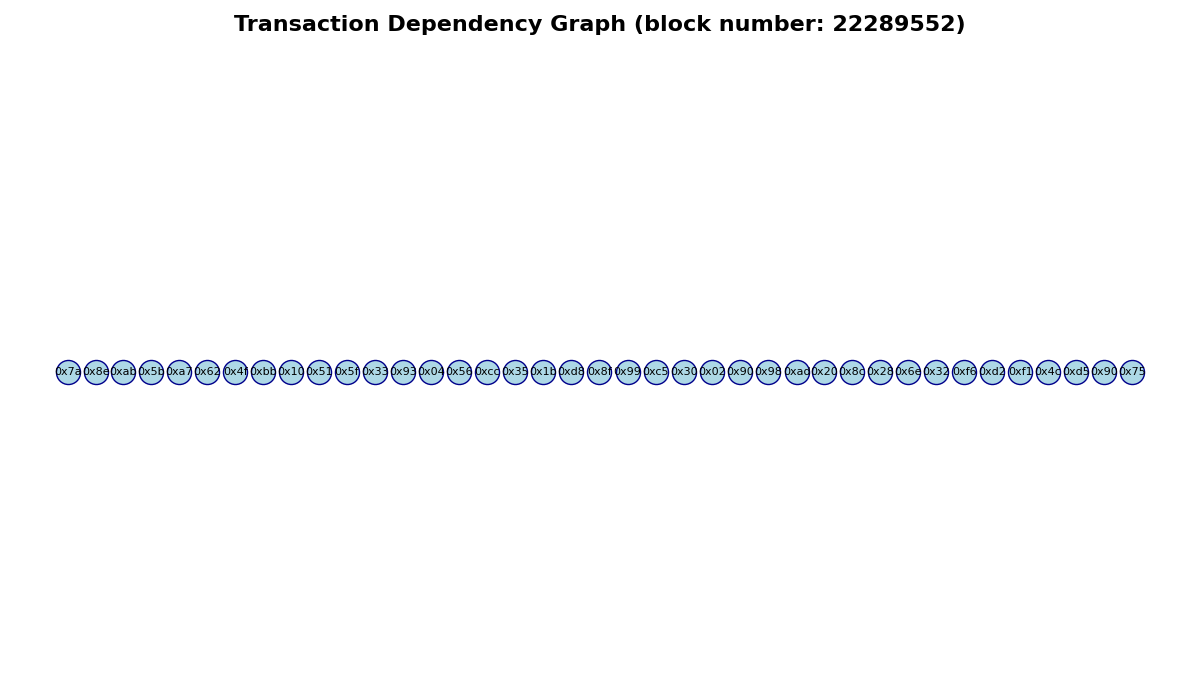 Transaction Dependency Graph (block number: 22289552)
0x7a 0x8e 0xab 0x5b 0xa7 0x62 0x4f 0xbb 0x10 0x51 0x5f 0x33 0x93 0x04 0x56 0xcc 0x35 0x1b 0xd8 0x8f 0x99 0xc5 0x30 0x02 0x90 0x98 0xad 0x20 0x8c 0x28 0x6e 0x32 0xf6 0xd2 0xf1 0x4c 0xd5 0x90 0x75